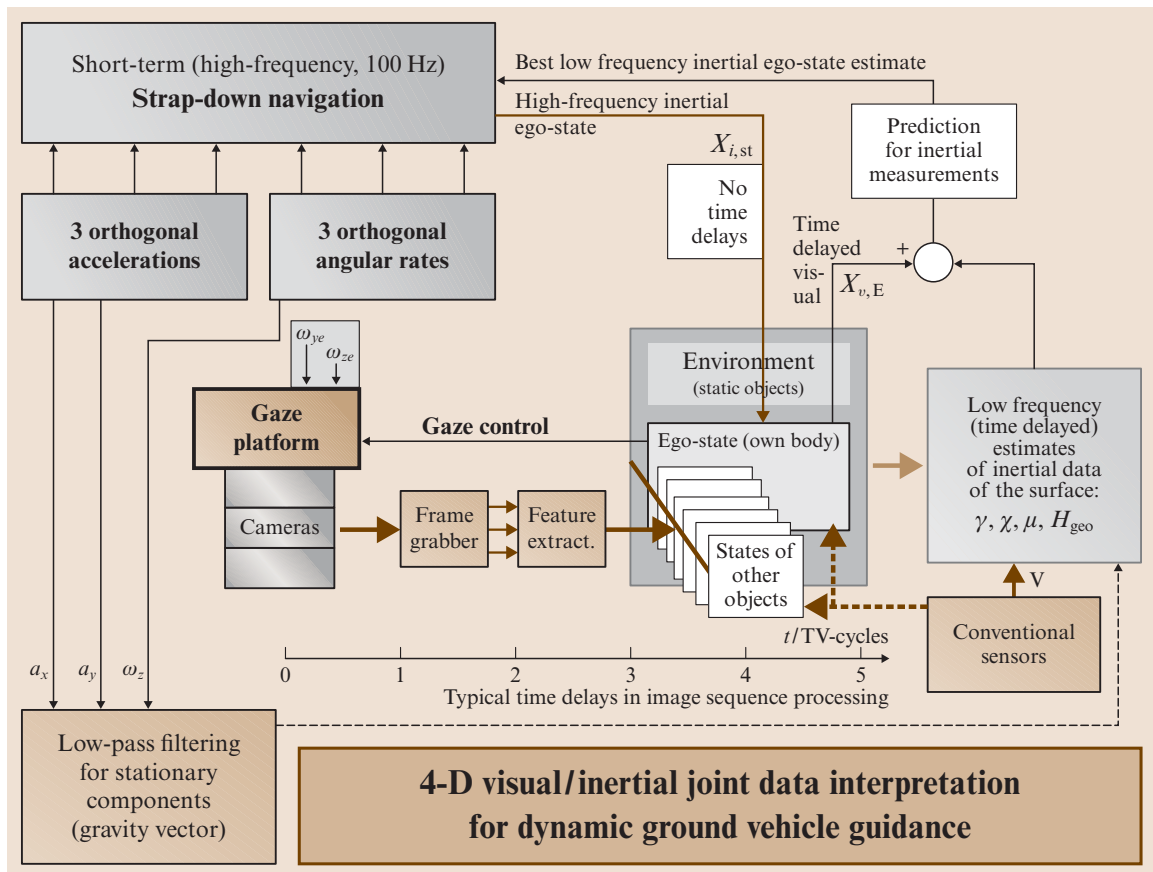 Short-term (high-frequency, 100 Hz)
Strap-down navigation
Best low frequency inertial ego-state estimate
High-frequency inertial
ego-state
X_{i,st}
Prediction
for inertial
measurements
No
time
delays
3 orthogonal
accelerations
3 orthogonal
angular rates
Time
delayed
vis-
ual
X_{v,E}
+
ω_{ye}
ω_{ze}
Gaze
platform
Gaze control
Cameras
Frame
grabber
Feature
extract.
Environment
(static objects)
Ego-state (own body)
States of
other
objects
Low frequency
(time delayed)
estimates
of inertial data
of the surface:
γ, χ, μ, H_{geo}
V
Conventional
sensors
t/TV-cycles
0 1 2 3 4 5
Typical time delays in image sequence processing
a_x
a_y
ω_z
Low-pass filtering
for stationary
components
(gravity vector)
4-D visual/inertial joint data interpretation
for dynamic ground vehicle guidance